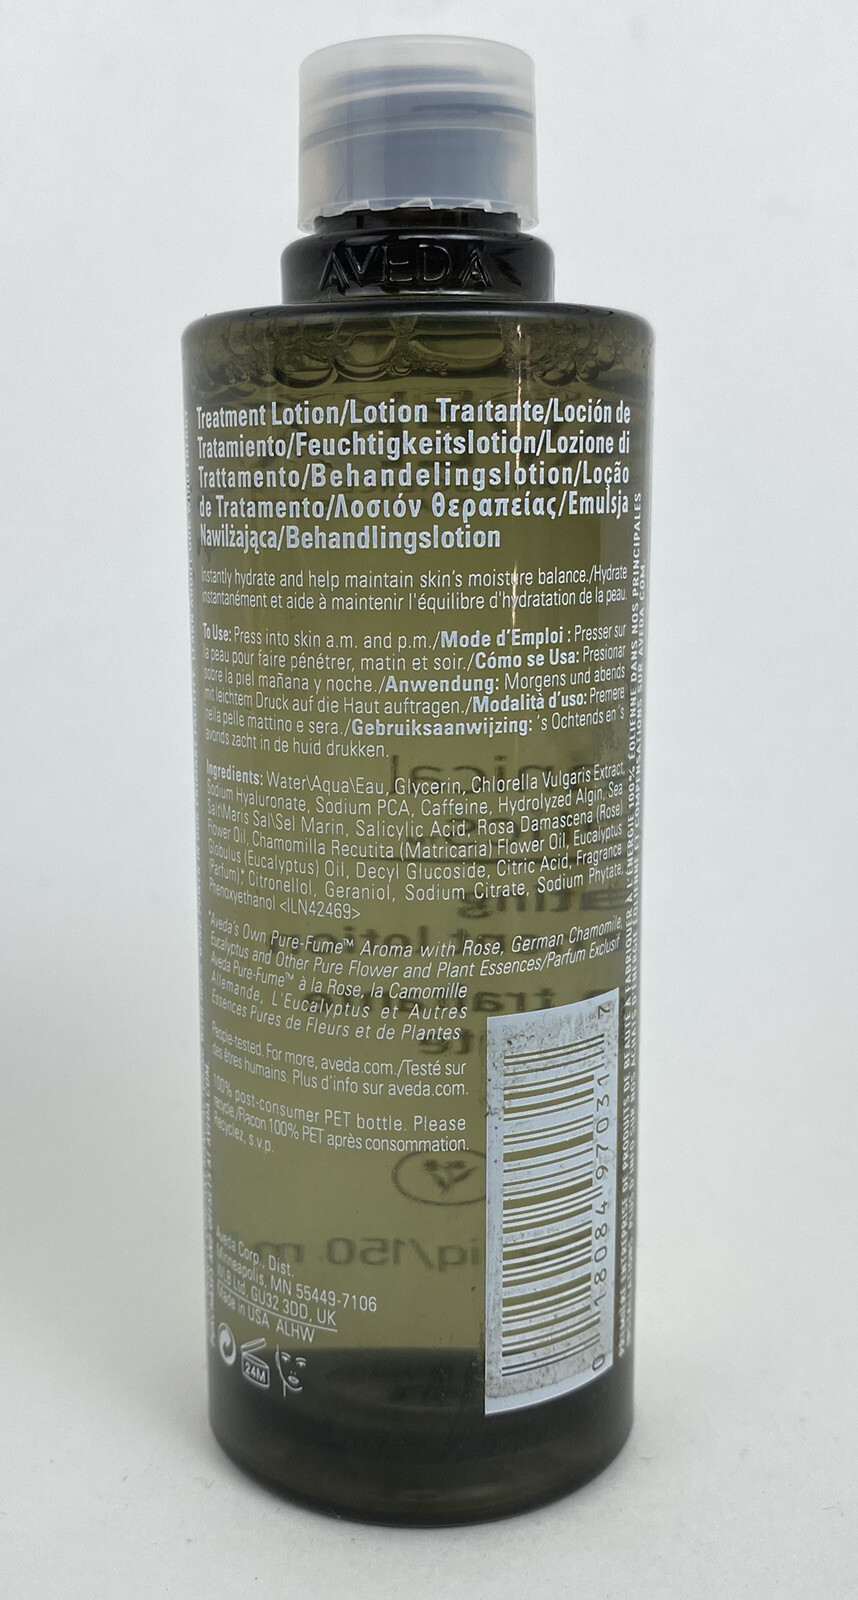 AVEDA
Treatment Lotion/Lotion Traitante/Loción de
Tratamiento/Feuchtigkeitslotion/Lozione di
Trattamento/Behandelingslotion/Loção
de Tratamento/Λοσιόν Θεραπείας/Emulsja
Nawilżająca/Behandlingslotion
Instantly hydrate and help maintain skin's moisture balance./Hydrate
instantanément et aide à maintenir l'équilibre d'hydratation de la peau.
To Use: Press into skin a.m. and p.m./Mode d'Emploi : Presser sur
la peau pour faire pénétrer, matin et soir./Cómo se Usa: Presionar
sobre la piel mañana y noche./Anwendung: Morgens und abends
mit leichtem Druck auf die Haut auftragen./Modalità d'uso: Premere
nella pelle mattino e sera./Gebruiksaanwijzing: 's Ochtends en 's
avonds zacht in de huid drukken.
Ingredients: Water\Aqua\Eau, Glycerin, Chlorella Vulgaris Extract,
Sodium Hyaluronate, Sodium PCA, Caffeine, Hydrolyzed Algin, Sea
Salt\Maris Sal\Sel Marin, Salicylic Acid, Rosa Damascena (Rose)
Flower Oil, Chamomilla Recutita (Matricaria) Flower Oil, Eucalyptus
Globulus (Eucalyptus) Oil, Decyl Glucoside, Citric Acid, Fragrance
(Parfum),* Citronellol, Geraniol, Sodium Citrate, Sodium Phytate,
Phenoxyethanol <ILN42469>
*Aveda's Own Pure-Fume™ Aroma with Rose, German Chamomile,
Eucalyptus and Other Pure Flower and Plant Essences/Parfum Exclusif
Aveda Pure-Fume™ à la Rose, la Camomille
Allemande, L'Eucalyptus et Autres
Essences Pures de Fleurs et de Plantes
People-tested. For more, aveda.com./Testé sur
des êtres humains. Plus d'info sur aveda.com.
100% post-consumer PET bottle. Please
recycle./Flacon 100% PET après consommation.
Recyclez, s.v.p.
Aveda Corp., Dist.
Minneapolis, MN 55449-7106
WLB Ltd, GU32 3DD, UK
Made in USA ALHW
24M
0 18084 97031 7